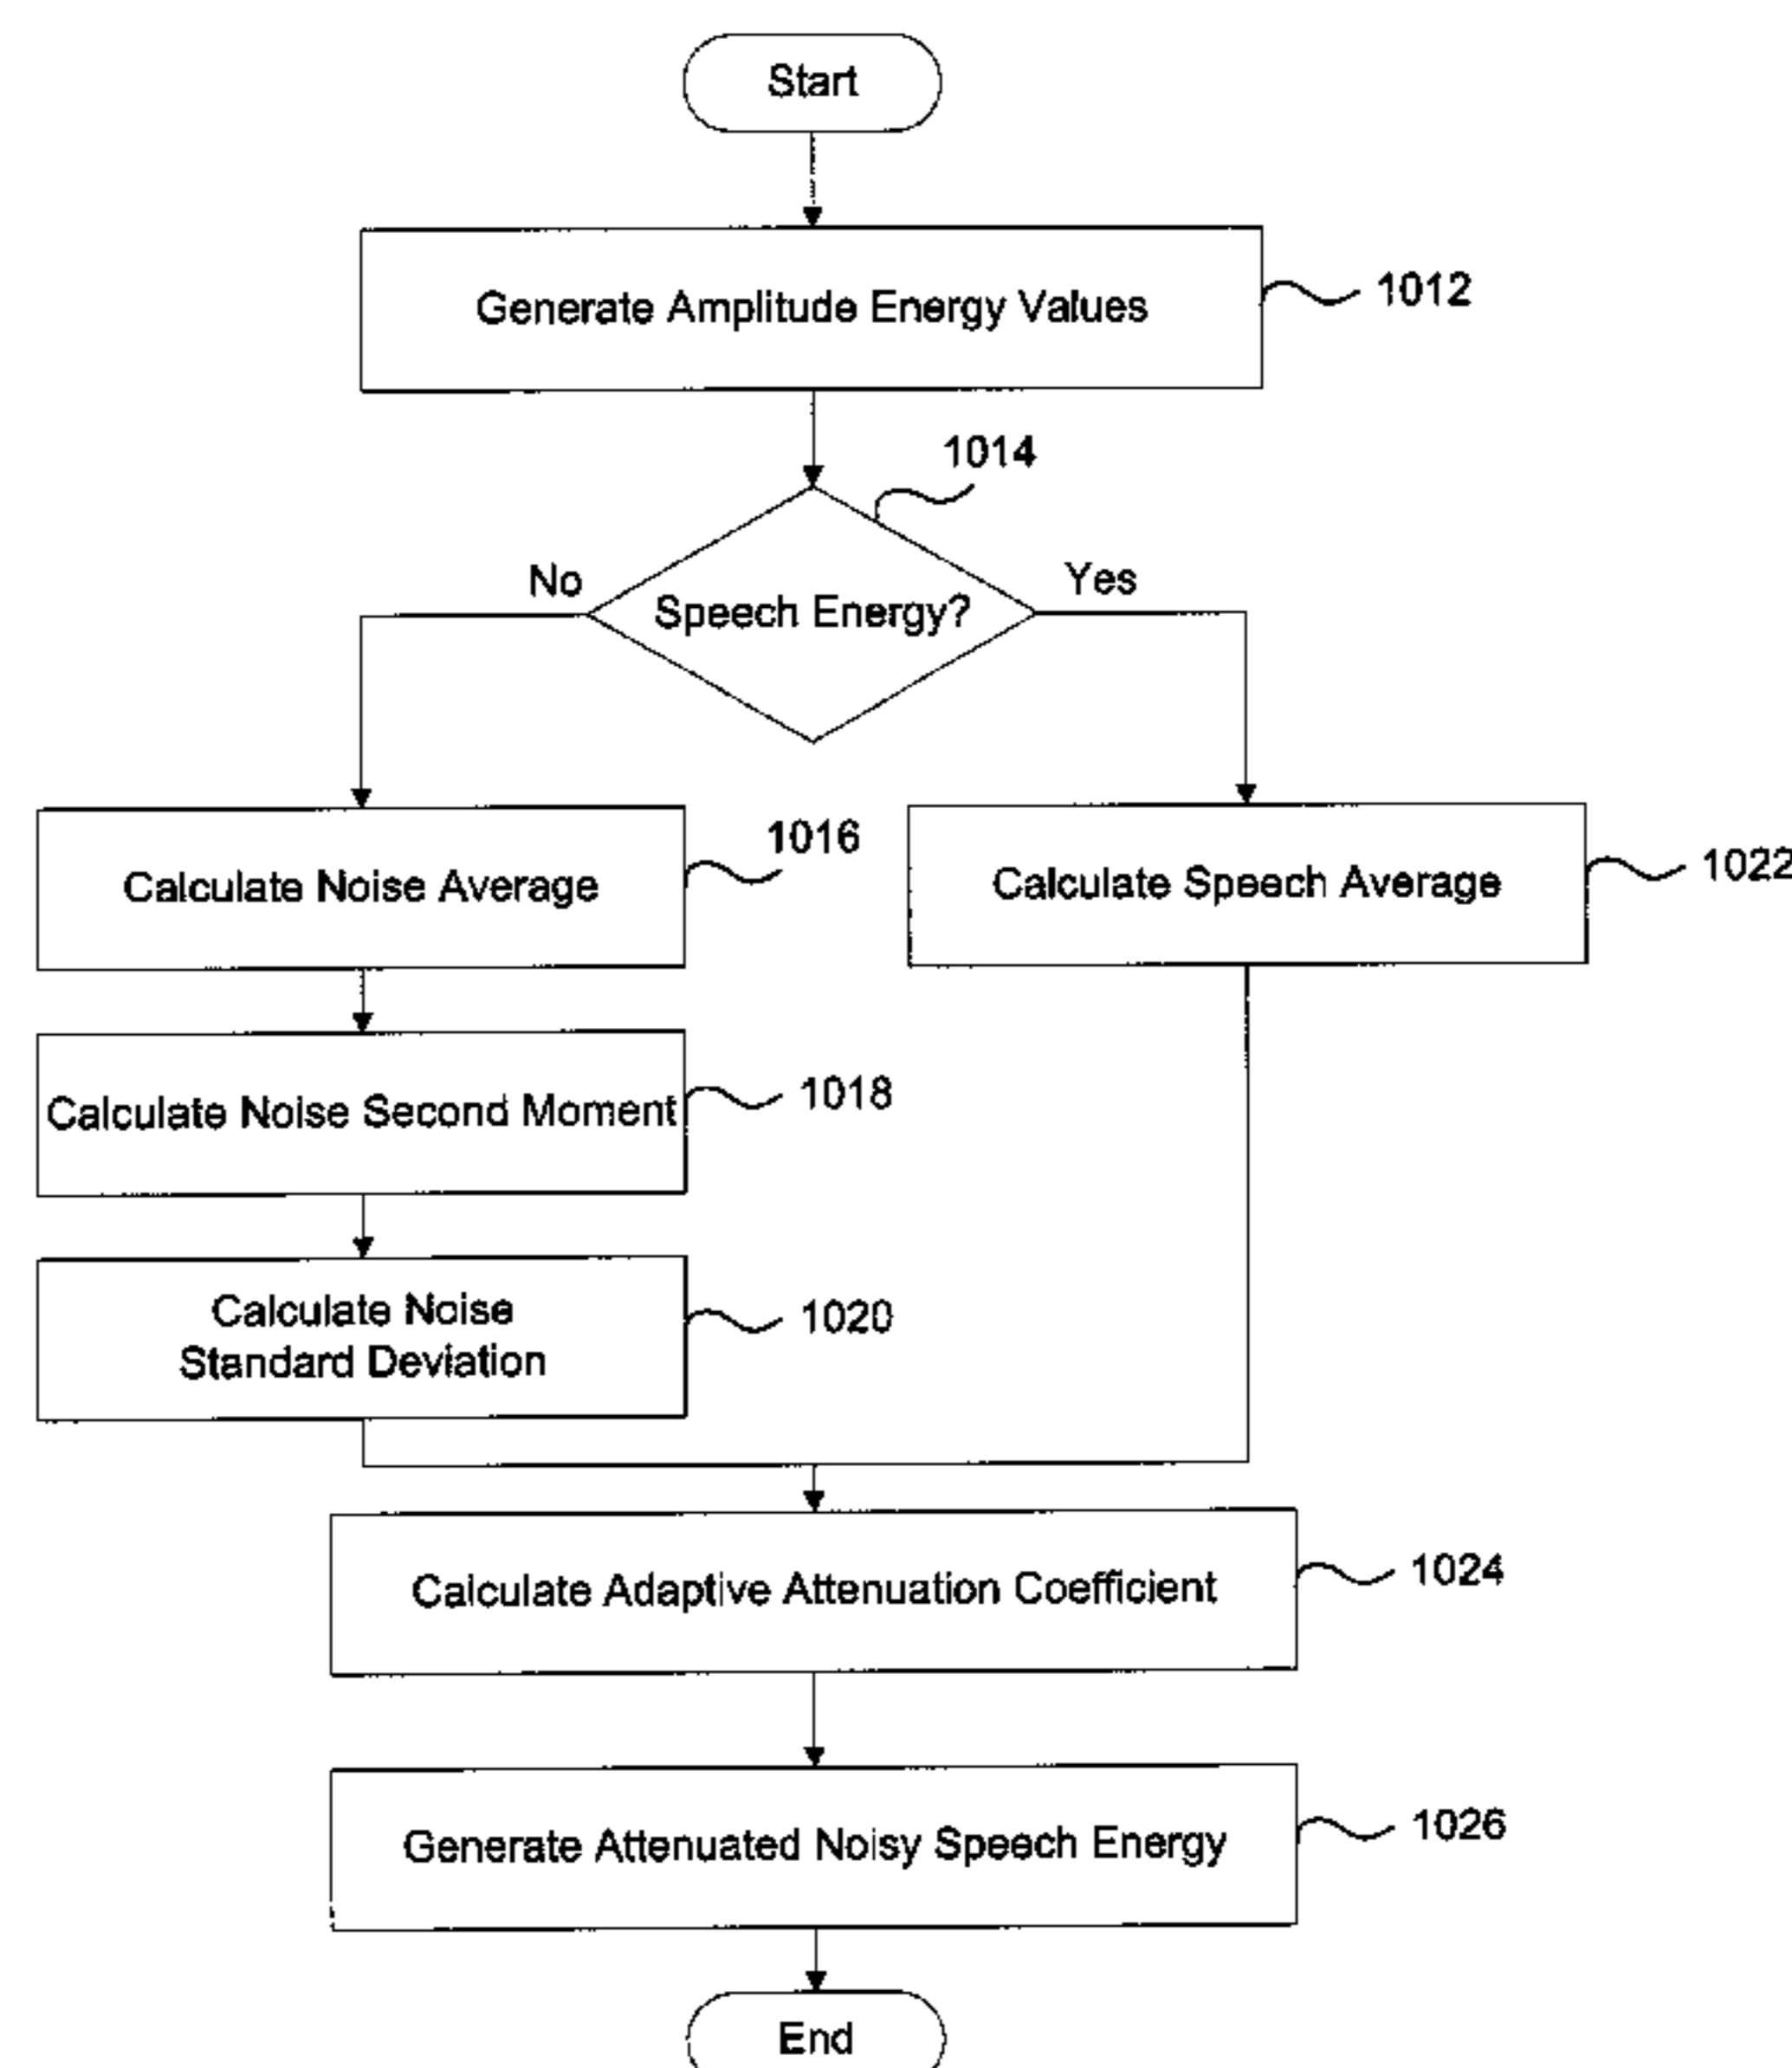 Start
Generate Amplitude Energy Values
1012
1014
No
Speech Energy?
Yes
Calculate Noise Average
1016
Calculate Speech Average
1022
Calculate Noise Second Moment
1018
Calculate Noise
Standard Deviation
1020
Calculate Adaptive Attenuation Coefficient
1024
Generate Attenuated Noisy Speech Energy
1026
End